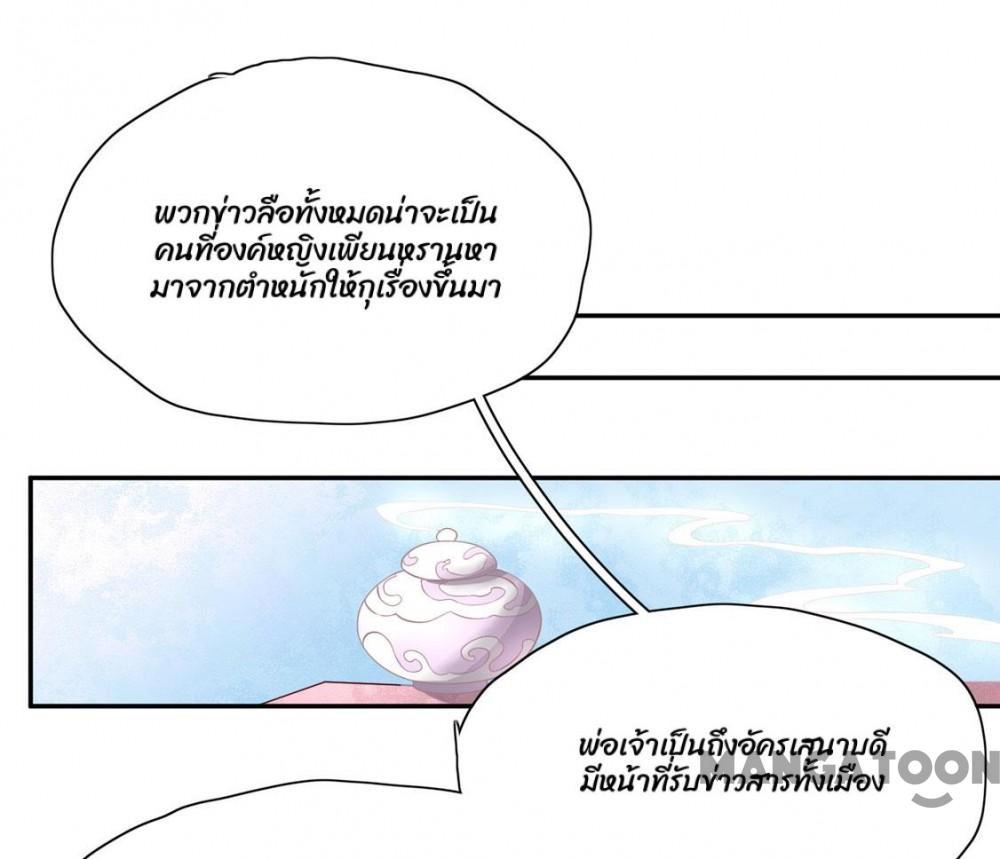 พวกข่าวลือทั้งหมดน่าจะเป็น
คนที่องค์หญิงเพียนหรานหา
มาจากตำหนักให้กุเรื่องขึ้นมา
พ่อเจ้าเป็นถึงอัครเสนาบดี
มีหน้าที่รับข่าวสารทั้งเมือง
MANGATOON